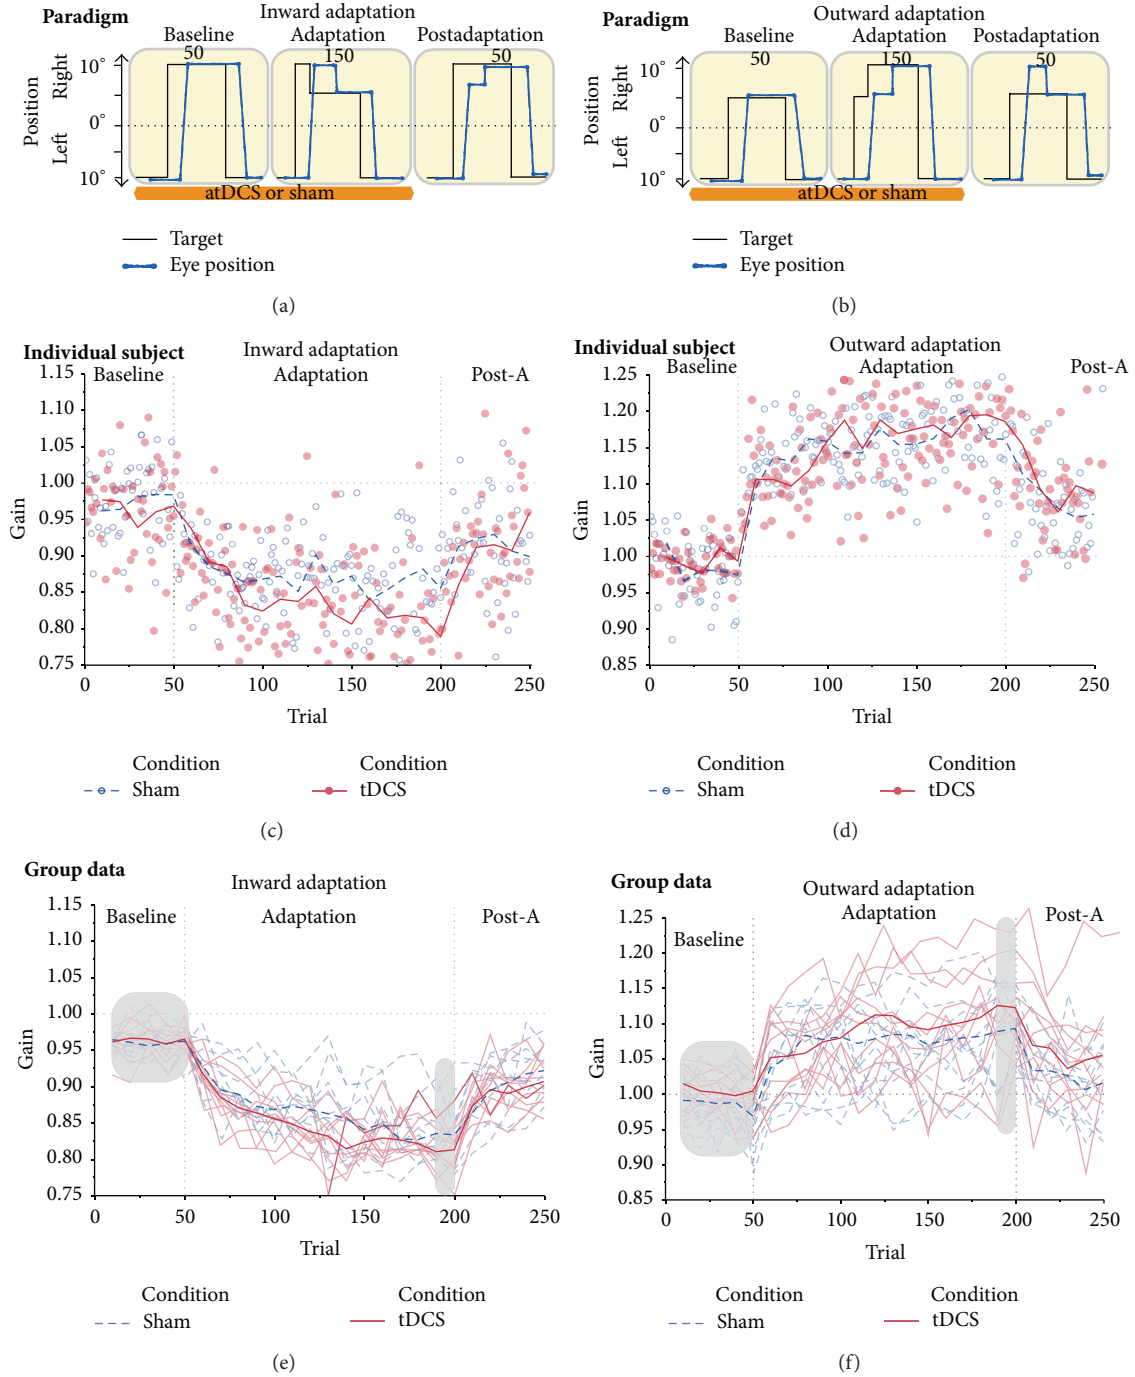 Paradigm
Inward adaptation
Baseline
Adaptation
Postadaptation
50
150
50
Position
Right
Left
10°
0°
10°
atDCS or sham
Target
Eye position
(a)
Paradigm
Outward adaptation
Baseline
Adaptation
Postadaptation
50
150
50
Position
Right
Left
10°
0°
10°
atDCS or sham
Target
Eye position
(b)
Individual subject
Inward adaptation
Baseline
Adaptation
Post-A
1.15
1.10
1.05
1.00
0.95
0.90
0.85
0.80
0.75
Gain
0 50 100 150 200 250
Trial
Condition
Sham
Condition
tDCS
(c)
Individual subject
Outward adaptation
Baseline
Adaptation
Post-A
1.25
1.20
1.15
1.10
1.05
1.00
0.95
0.90
0.85
Gain
0 50 100 150 200 250
Trial
Condition
Sham
Condition
tDCS
(d)
Group data
Inward adaptation
Baseline
Adaptation
Post-A
1.15
1.10
1.05
1.00
0.95
0.90
0.85
0.80
0.75
Gain
0 50 100 150 200 250
Trial
Condition
Sham
Condition
tDCS
(e)
Group data
Outward adaptation
Adaptation
Baseline
Post-A
1.25
1.20
1.15
1.10
1.05
1.00
0.95
0.90
0.85
Gain
0 50 100 150 200 250
Trial
Condition
Sham
Condition
tDCS
(f)